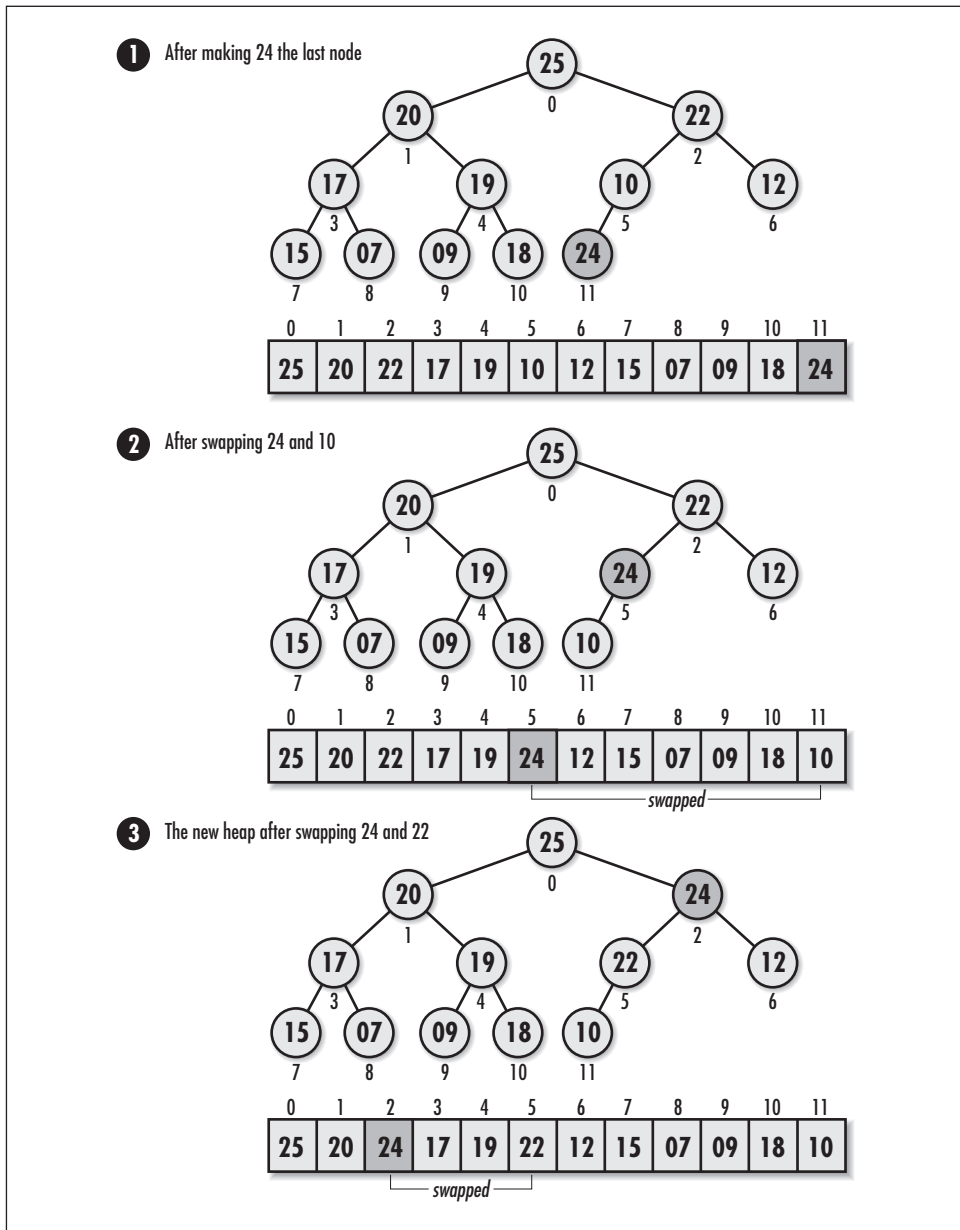 1 After making 24 the last node
25
0
20 22
1 2
17 19 10 12
3 4 5 6
15 07 09 18 24
7 8 9 10 11
0 1 2 3 4 5 6 7 8 9 10 11
25 20 22 17 19 10 12 15 07 09 18 24
2 After swapping 24 and 10
25
0
20 22
1 2
17 19 24 12
3 4 5 6
15 07 09 18 10
7 8 9 10 11
0 1 2 3 4 5 6 7 8 9 10 11
25 20 22 17 19 24 12 15 07 09 18 10
swapped
3 The new heap after swapping 24 and 22
25
0
20 24
1 2
17 19 22 12
3 4 5 6
15 07 09 18 10
7 8 9 10 11
0 1 2 3 4 5 6 7 8 9 10 11
25 20 24 17 19 22 12 15 07 09 18 10
swapped